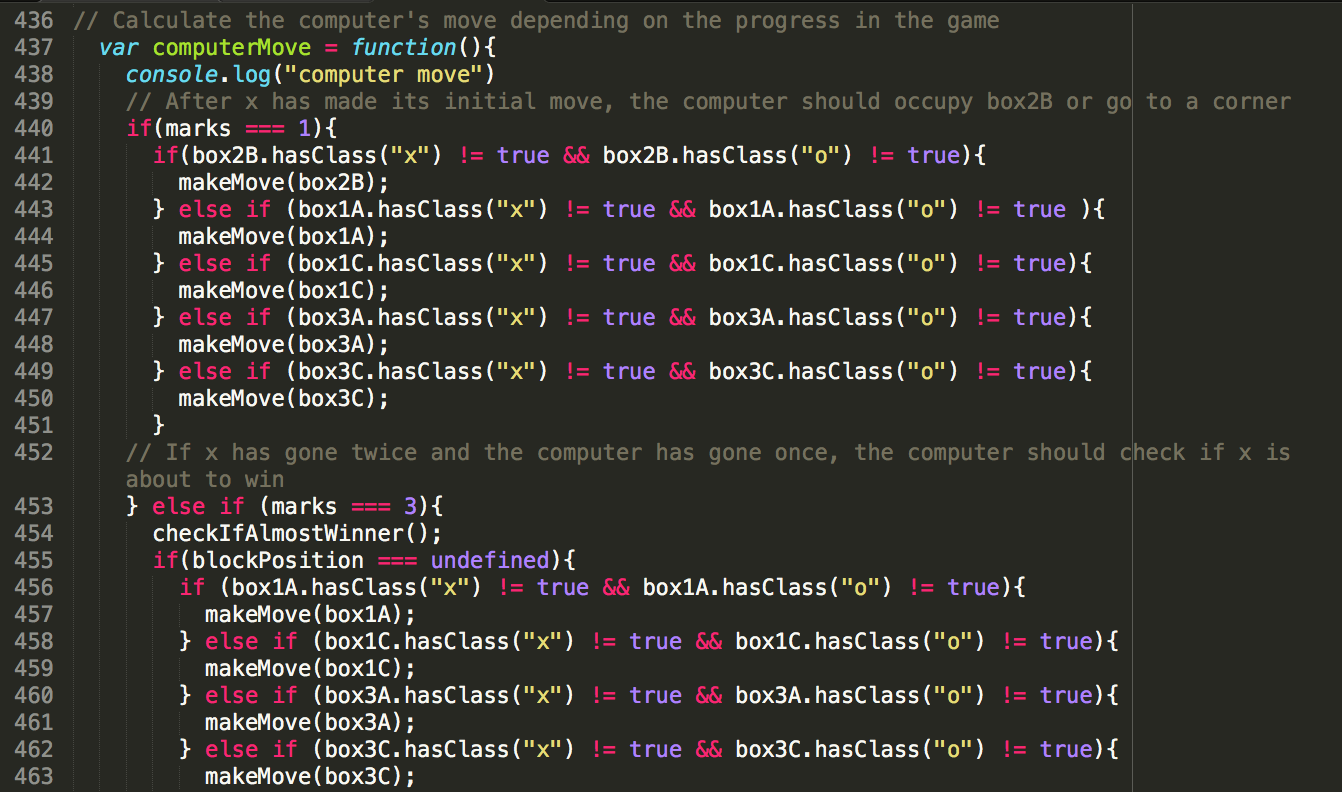 436 // Calculate the computer's move depending on the progress in the game
437 var computerMove = function(){
438 console.log("computer move")
439 // After x has made its initial move, the computer should occupy box2B or go to a corner
440 if(marks === 1){
441 if(box2B.hasClass("x") != true && box2B.hasClass("o") != true){
442 makeMove(box2B);
443 } else if (box1A.hasClass("x") != true && box1A.hasClass("o") != true ){
444 makeMove(box1A);
445 } else if (box1C.hasClass("x") != true && box1C.hasClass("o") != true){
446 makeMove(box1C);
447 } else if (box3A.hasClass("x") != true && box3A.hasClass("o") != true){
448 makeMove(box3A);
449 } else if (box3C.hasClass("x") != true && box3C.hasClass("o") != true){
450 makeMove(box3C);
451 }
452 // If x has gone twice and the computer has gone once, the computer should check if x is
about to win
453 } else if (marks === 3){
454 checkIfAlmostWinner();
455 if(blockPosition === undefined){
456 if (box1A.hasClass("x") != true && box1A.hasClass("o") != true){
457 makeMove(box1A);
458 } else if (box1C.hasClass("x") != true && box1C.hasClass("o") != true){
459 makeMove(box1C);
460 } else if (box3A.hasClass("x") != true && box3A.hasClass("o") != true){
461 makeMove(box3A);
462 } else if (box3C.hasClass("x") != true && box3C.hasClass("o") != true){
463 makeMove(box3C);